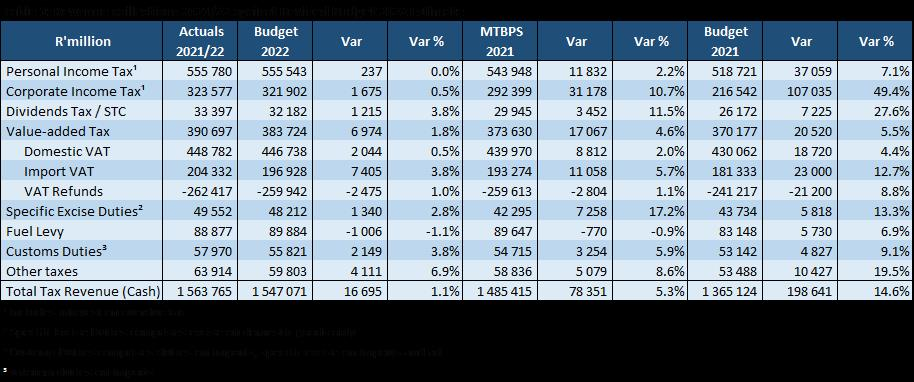 R'million Actuals 2021/22 Budget 2022 Var Var % MTBPS 2021 Var Var % Budget 2021 Var Var %
Personal Income Tax¹ 555 780 555 543 237 0.0% 543 948 11 832 2.2% 518 721 37 059 7.1%
Corporate Income Tax¹ 323 577 321 902 1 675 0.5% 292 399 31 178 10.7% 216 542 107 035 49.4%
Dividends Tax / STC 33 397 32 182 1 215 3.8% 29 945 3 452 11.5% 26 172 7 225 27.6%
Value-added Tax 390 697 383 724 6 974 1.8% 373 630 17 067 4.6% 370 177 20 520 5.5%
Domestic VAT 448 782 446 738 2 044 0.5% 439 970 8 812 2.0% 430 062 18 720 4.4%
Import VAT 204 332 196 928 7 405 3.8% 193 274 11 058 5.7% 181 333 23 000 12.7%
VAT Refunds -262 417 -259 942 -2 475 1.0% -259 613 -2 804 1.1% -241 217 -21 200 8.8%
Specific Excise Duties² 49 552 48 212 1 340 2.8% 42 295 7 258 17.2% 43 734 5 818 13.3%
Fuel Levy 88 877 89 884 -1 006 -1.1% 89 647 -770 -0.9% 83 148 5 730 6.9%
Customs Duties³ 57 970 55 821 2 149 3.8% 54 715 3 254 5.9% 53 142 4 827 9.1%
Other taxes 63 914 59 803 4 111 6.9% 58 836 5 079 8.6% 53 488 10 427 19.5%
Total Tax Revenue (Cash) 1 563 765 1 547 071 16 695 1.1% 1 485 415 78 351 5.3% 1 365 124 198 641 14.6%